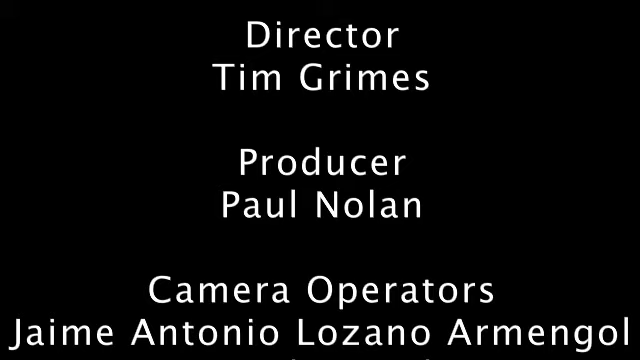 Director
Tim Grimes
Producer
Paul Nolan
Camera Operators
Jaime Antonio Lozano Armengol